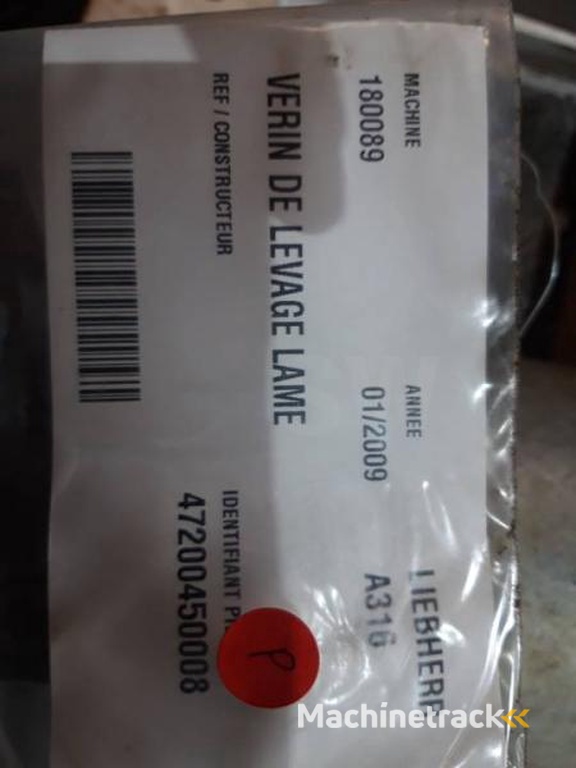 MACHINE
180089
ANNEE
01/2009
LIEBHERR
A316
VERIN DE LEVAGE LAME
REF / CONSTRUCTEUR
IDENTIFIANT
47200450008
P
Machinetrack